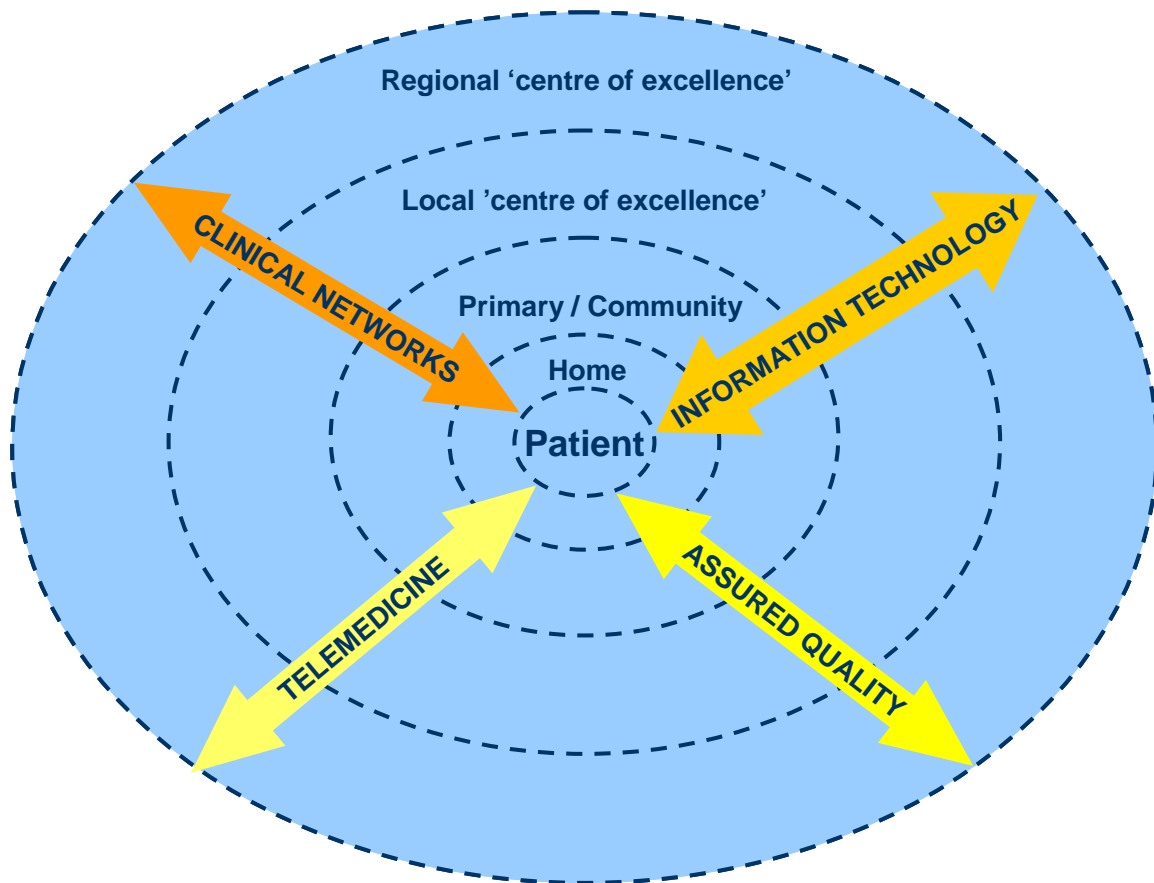 Regional ‘centre of excellence’
Local ’centre of excellence’
CLINICAL NETWORKS
INFORMATION TECHNOLOGY
Primary / Community
Home
Patient
TELEMEDICINE
ASSURED QUALITY